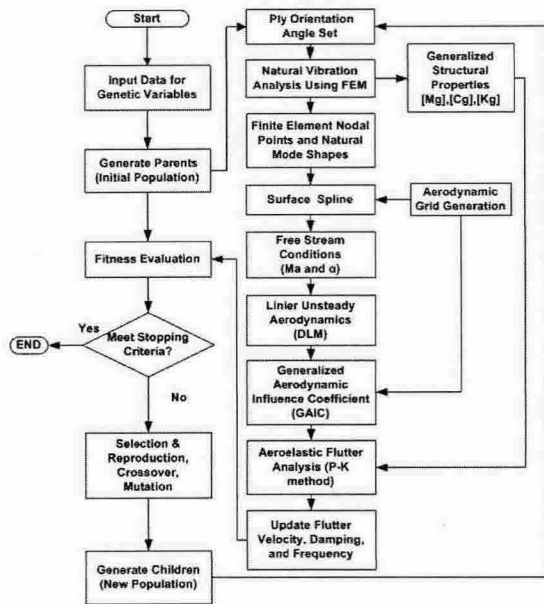 Start
Input Data for
Genetic Variables
Generate Parents
(Initial Population)
Fitness Evaluation
Yes
END
Meet Stopping
Criteria?
No
Selection &
Reproduction,
Crossover,
Mutation
Generate Children
(New Population)
Ply Orientation
Angle Set
Natural Vibration
Analysis Using FEM
Generalized
Structural
Properties
[Mg],[Cg],[Kg]
Finite Element Nodal
Points and Natural
Mode Shapes
Surface Spline
Aerodynamic
Grid Generation
Free Stream
Conditions
(Ma and α)
Linier Unsteady
Aerodynamics
(DLM)
Generalized
Aerodynamic
Influence Coefficient
(GAIC)
Aeroelastic Flutter
Analysis (P-K
method)
Update Flutter
Velocity, Damping,
and Frequency